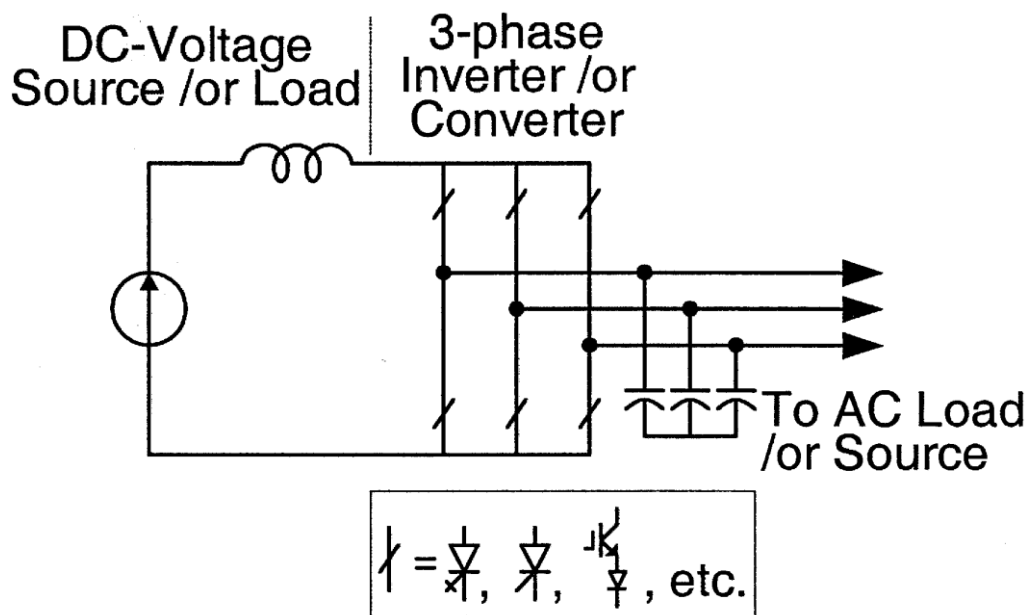 DC-Voltage
Source /or Load
3-phase
Inverter /or
Converter
To AC Load
/or Source
= , , , etc.